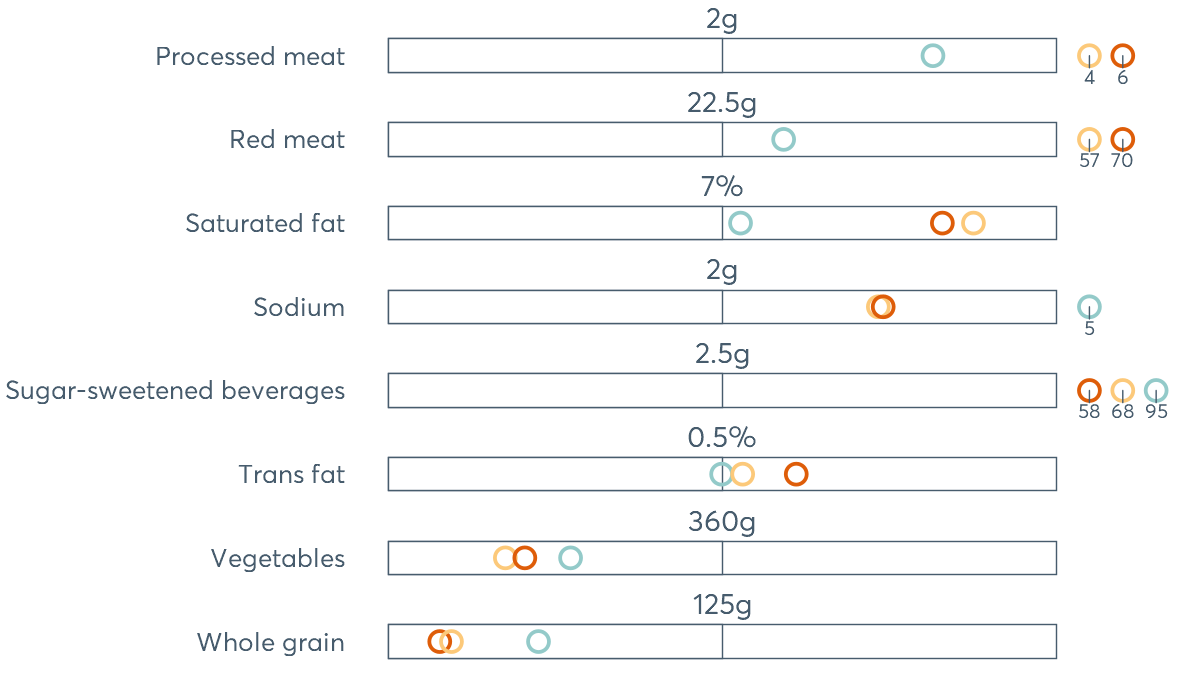 2g
Processed meat
4 6
22.5g
Red meat
57 70
7%
Saturated fat
2g
Sodium
5
2.5g
Sugar-sweetened beverages
58 68 95
0.5%
Trans fat
360g
Vegetables
125g
Whole grain